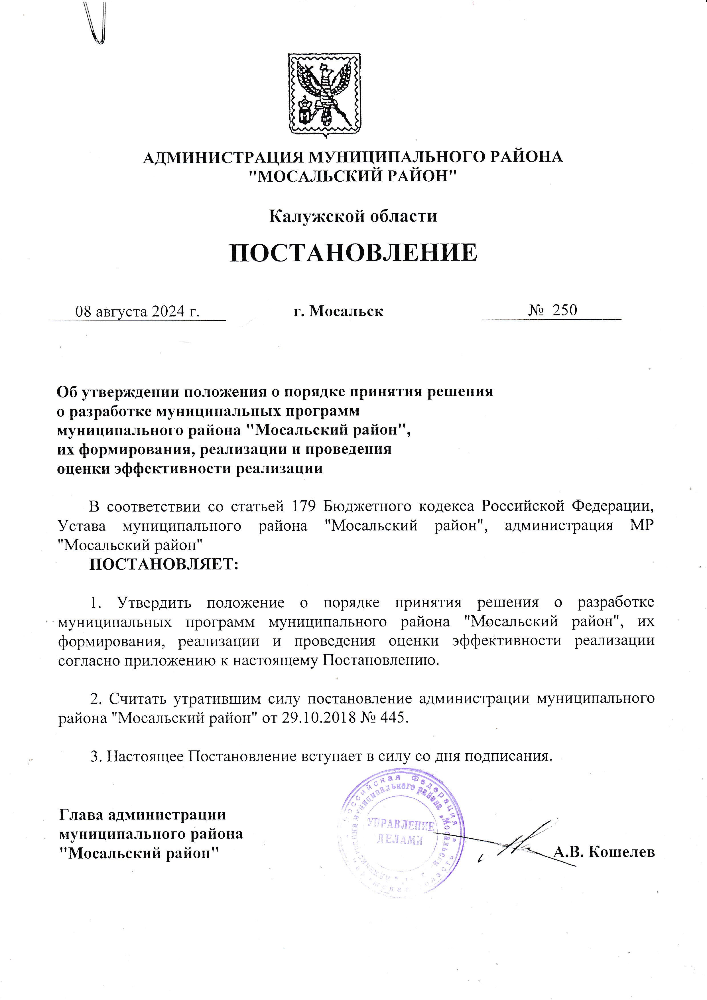 АДМИНИСТРАЦИЯ МУНИЦИПАЛЬНОГО РАЙОНА
"МОСАЛЬСКИЙ РАЙОН"
Калужской области
ПОСТАНОВЛЕНИЕ
08 августа 2024 г. г. Мосальск № 250
Об утверждении положения о порядке принятия решения
о разработке муниципальных программ
муниципального района "Мосальский район",
их формирования, реализации и проведения
оценки эффективности реализации
В соответствии со статьей 179 Бюджетного кодекса Российской Федерации,
Устава муниципального района "Мосальский район", администрация МР
"Мосальский район"
ПОСТАНОВЛЯЕТ:
1. Утвердить положение о порядке принятия решения о разработке
муниципальных программ муниципального района "Мосальский район", их
формирования, реализации и проведения оценки эффективности реализации
согласно приложению к настоящему Постановлению.
2. Считать утратившим силу постановление администрации муниципального
района "Мосальский район" от 29.10.2018 № 445.
3. Настоящее Постановление вступает в силу со дня подписания.
Российская Федерация
муниципального района "Мосальский
УПРАВЛЕНИЕ
ДЕЛАМИ
Глава администрации
муниципального района
"Мосальский район" А.В. Кошелев